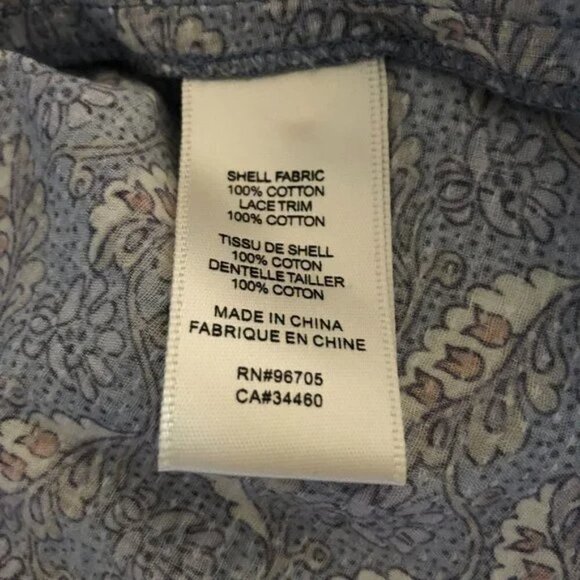 SHELL FABRIC
100% COTTON
LACE TRIM
100% COTTON
TISSU DE SHELL
100% COTON
DENTELLE TAILLER
100% COTON
MADE IN CHINA
FABRIQUE EN CHINE
RN#96705
CA#34460